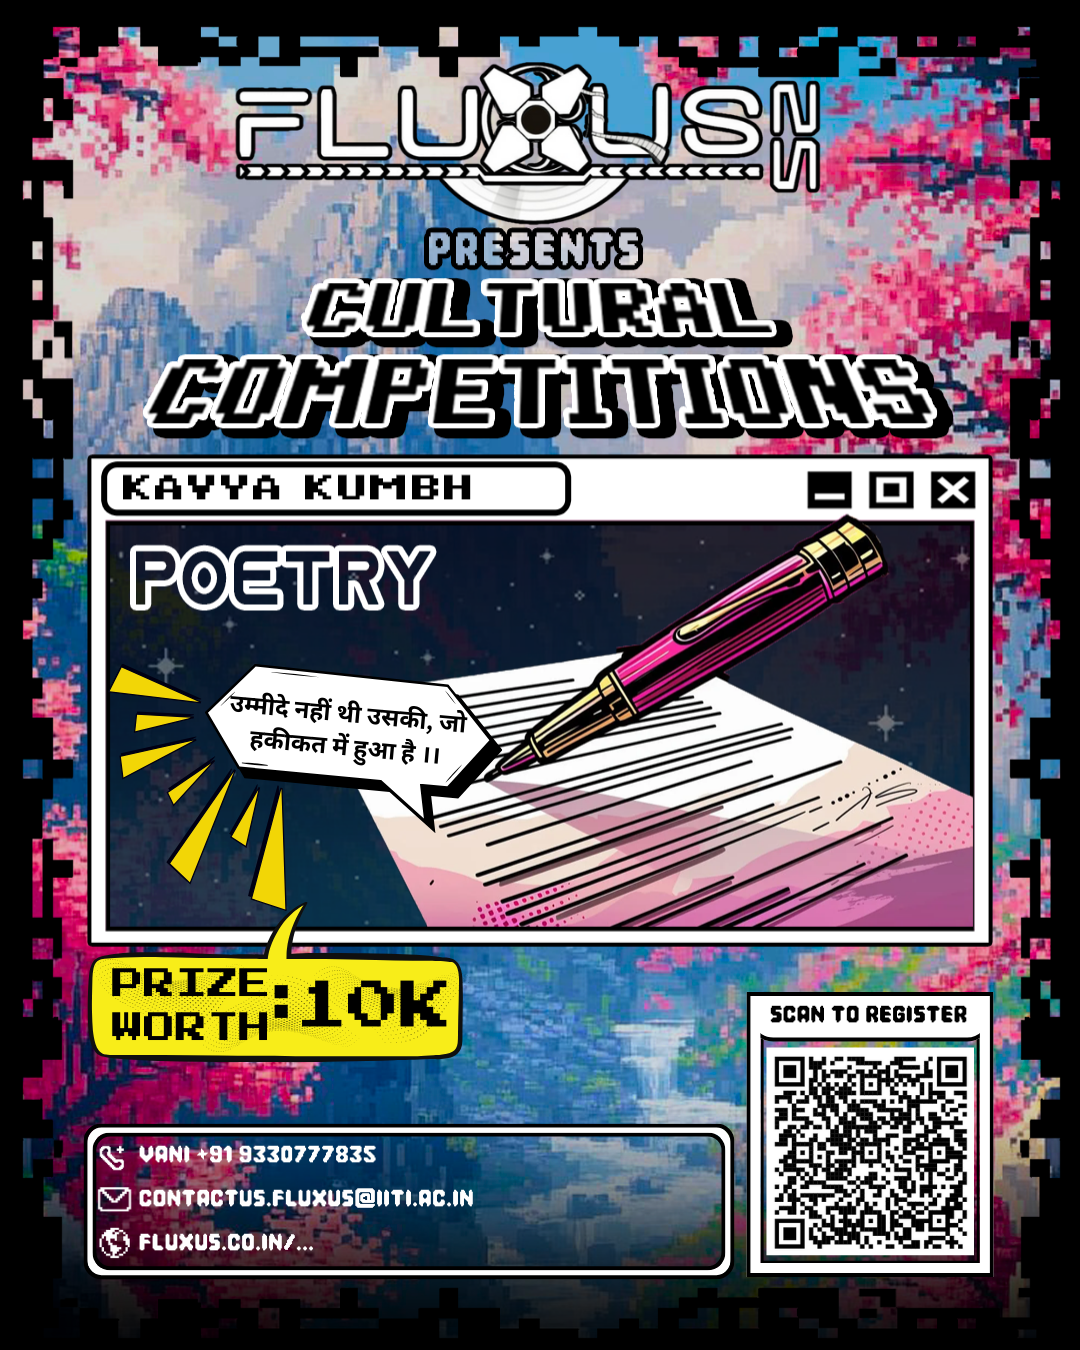 FLUXUS 25
PRESENTS
CULTURAL
COMPETITIONS
KAVYA KUMBH
POETRY
उम्मीदे नहीं थी उसकी, जो
हकीकत में हुआ है ।।
PRIZE
WORTH
:10K
SCAN TO REGISTER
VANI +91 9330777835
CONTACTUS.FLUXUS@IITI.AC.IN
FLUXUS.CO.IN/...